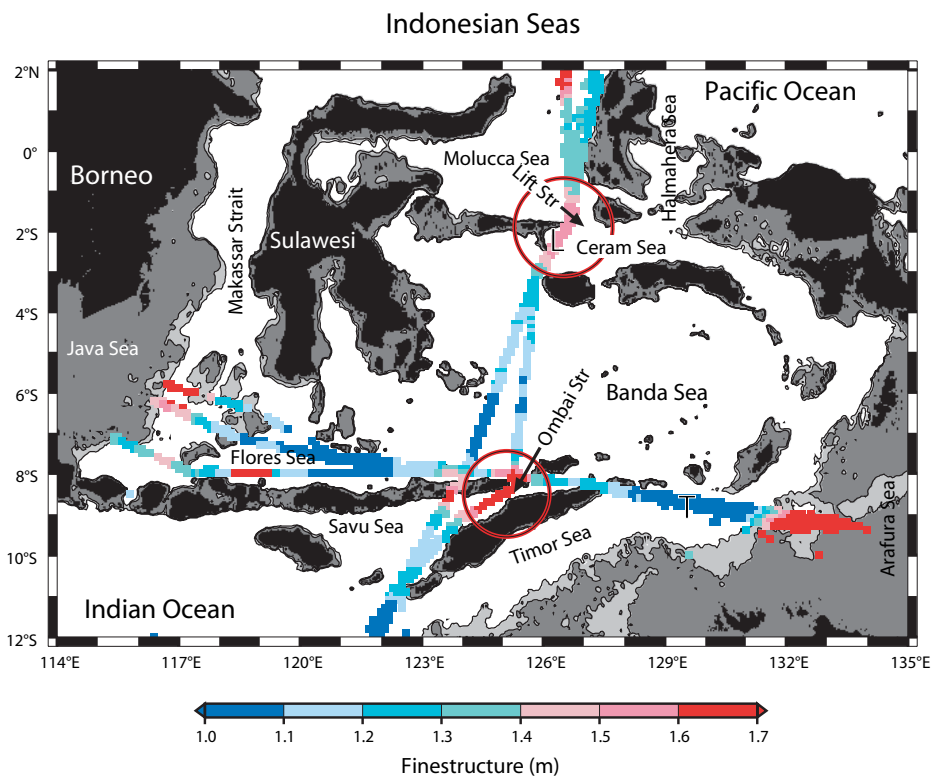 Indonesian Seas
2°N
0°
2°S
4°S
6°S
8°S
10°S
12°S
Pacific Ocean
Halmahera Sea
Molucca Sea
Lift Str
Borneo
Makassar Strait
Sulawesi
L
Ceram Sea
Java Sea
Banda Sea
Ombai Str
Flores Sea
T
Savu Sea
Timor Sea
Arafura Sea
Indian Ocean
114°E 117°E 120°E 123°E 126°E 129°E 132°E 135°E
1.0 1.1 1.2 1.3 1.4 1.5 1.6 1.7
Finestructure (m)